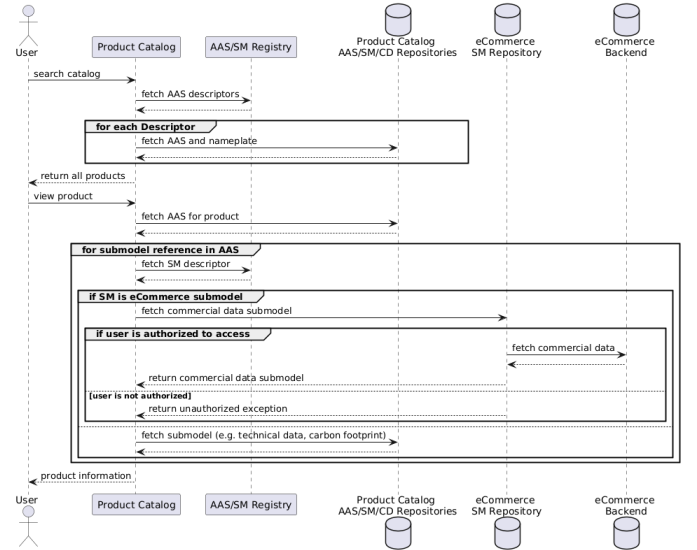 User
Product Catalog
AAS/SM Registry
Product Catalog
AAS/SM/CD Repositories
eCommerce
SM Repository
eCommerce
Backend
search catalog
fetch AAS descriptors
for each Descriptor
fetch AAS and nameplate
return all products
view product
fetch AAS for product
for submodel reference in AAS
fetch SM descriptor
if SM is eCommerce submodel
fetch commercial data submodel
if user is authorized to access
fetch commercial data
return commercial data submodel
[user is not authorized]
return unauthorized exception
fetch submodel (e.g. technical data, carbon footprint)
product information
User
Product Catalog
AAS/SM Registry
Product Catalog
AAS/SM/CD Repositories
eCommerce
SM Repository
eCommerce
Backend